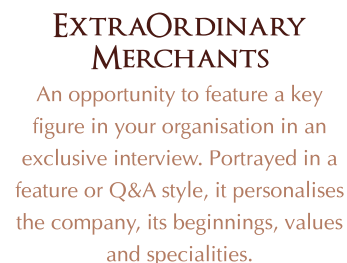 ExtraOrdinary
Merchants
An opportunity to feature a key
figure in your organisation in an
exclusive interview. Portrayed in a
feature or Q&A style, it personalises
the company, its beginnings, values
and specialities.